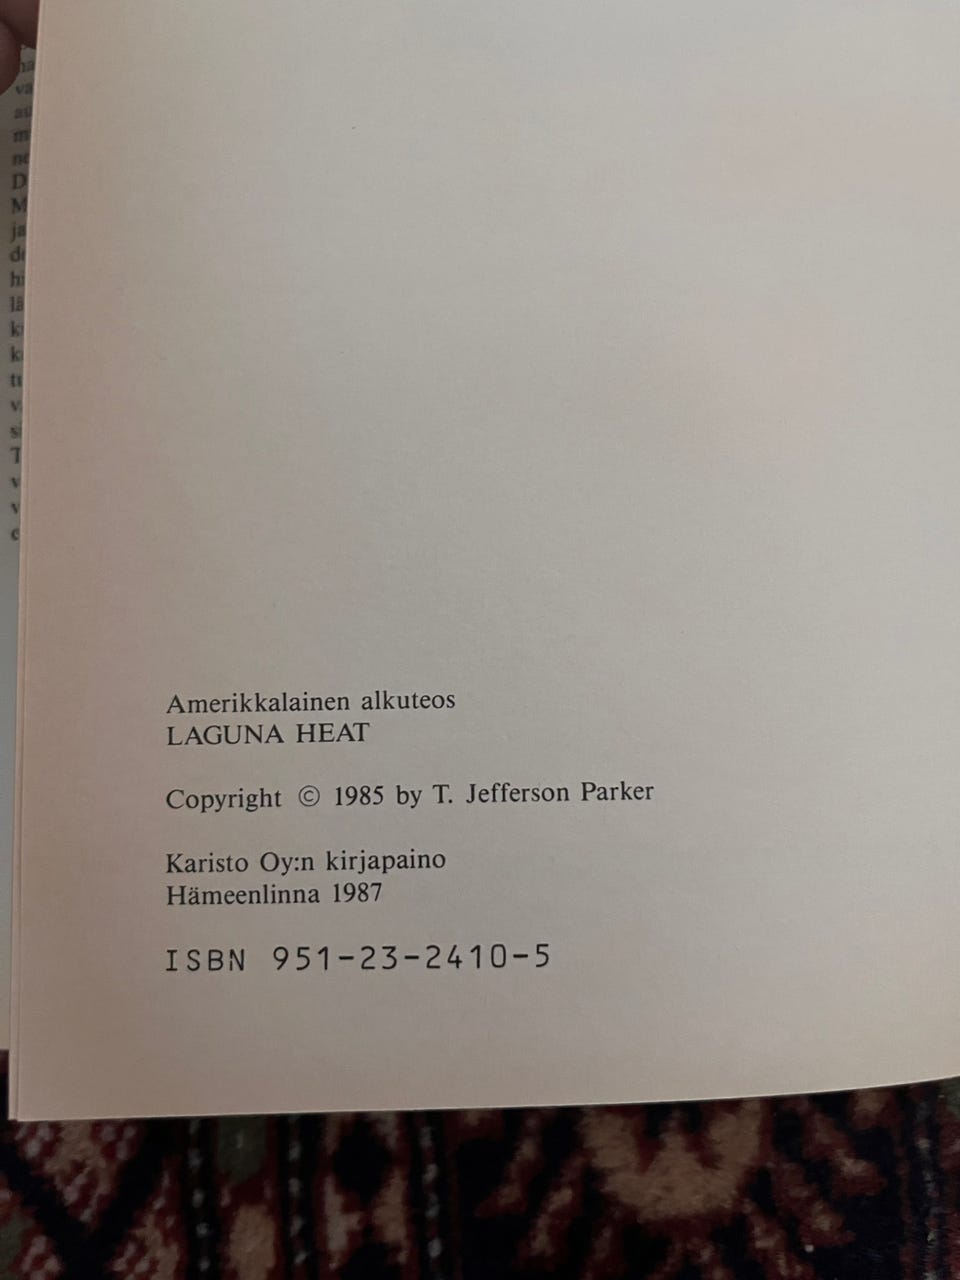 Amerikkalainen alkuteos
LAGUNA HEAT
Copyright © 1985 by T. Jefferson Parker
Karisto Oy:n kirjapaino
Hämeenlinna 1987
ISBN 951-23-2410-5